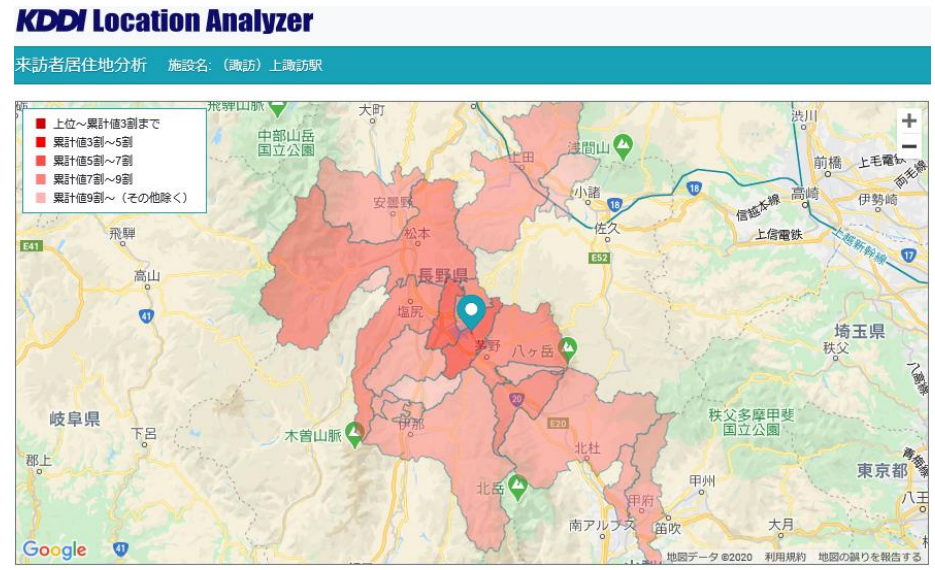 KDDI Location Analyzer
来訪者居住地分析 施設名:（諏訪）上諏訪駅
上位～累計値3割まで
累計値3割～5割
累計値5割～7割
累計値7割～9割
累計値9割～（その他除く）
飛騨山脈
大町
渋川
中部山岳
国立公園
上田
浅間山
前橋
上毛電
両毛線
安曇野
小諸
18
18
高崎
伊勢崎
信越本線
飛騨
松本
佐久
上信電鉄
上越新幹線
E41
E52
17
高山
長野県
41
塩尻
埼玉県
茅野
八ヶ岳
秩父
八高線
20
E20
岐阜県
下呂
木曽山脈
伊那
秩父多摩甲斐
国立公園
北杜
郡上
北岳
甲州
東京都
青梅線
甲府
八王
南アルプス
笛吹
大月
Google
41
地図データ ©2020 利用規約 地図の誤りを報告する